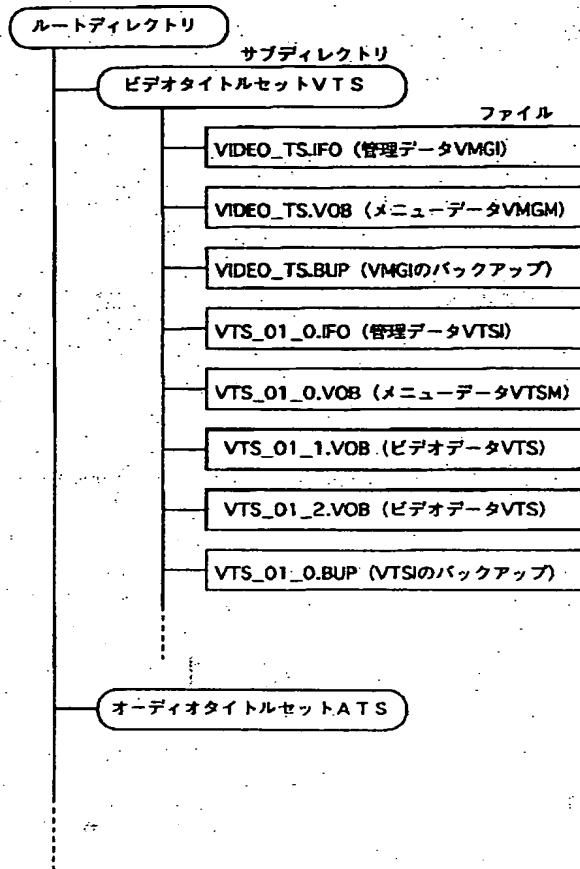 ルートディレクトリ
サブディレクトリ
ビデオタイトルセットVTS
ファイル
VIDEO_TS.IFO (管理データVMGI)
VIDEO_TS.VOB (メニューデータVMGM)
VIDEO_TS.BUP (VMGIのバックアップ)
VTS_01_0.IFO (管理データVTSI)
VTS_01_0.VOB (メニューデータVTSM)
VTS_01_1.VOB (ビデオデータVTS)
VTS_01_2.VOB (ビデオデータVTS)
VTS_01_0.BUP (VTSIのバックアップ)
オーディオタイトルセットATS